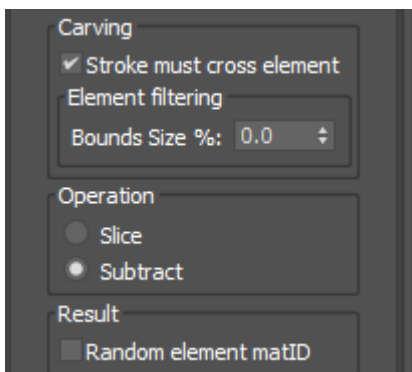 Carving
Stroke must cross element
Element filtering
Bounds Size %: 0.0
Operation
Slice
Subtract
Result
Random element matID